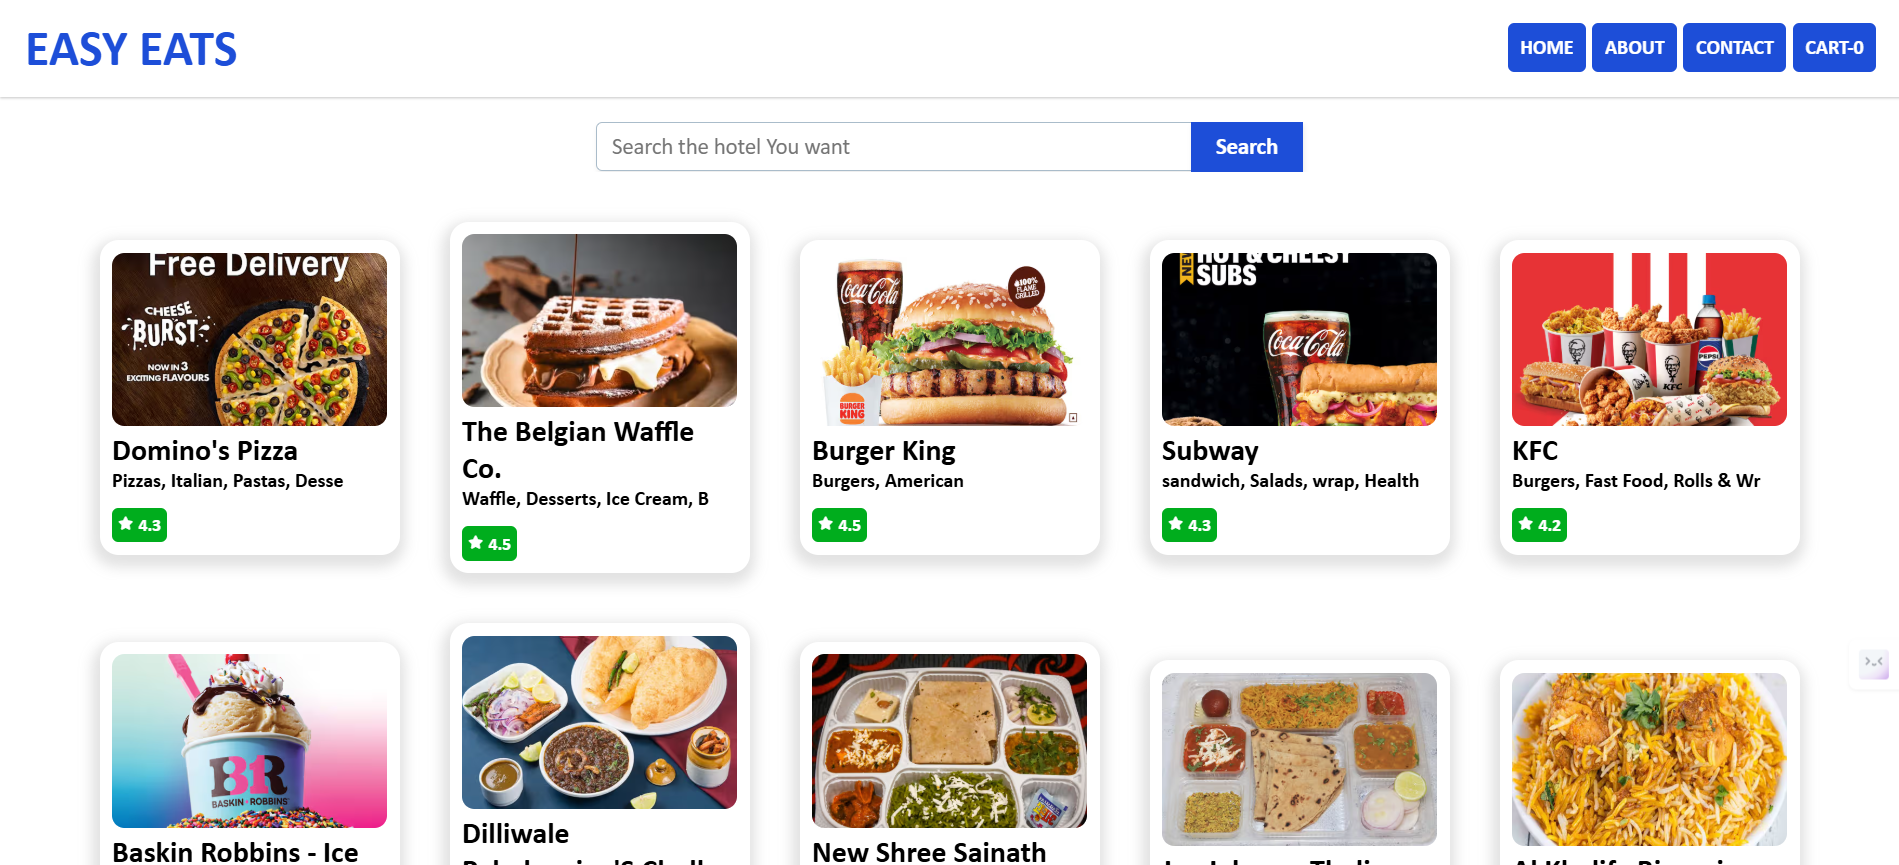 EASY EATS
HOME
ABOUT
CONTACT
CART-0
Search the hotel You want
Search
Free Delivery
CHEESE
BURST
NOW IN 3
EXCITING FLAVOURS
Domino's Pizza
Pizzas, Italian, Pastas, Desse
4.3
The Belgian Waffle
Co.
Waffle, Desserts, Ice Cream, B
4.5
Coca-Cola
100%
FLAME
GRILLED
BURGER
KING
Burger King
Burgers, American
4.5
NEW
HOT & CHEESY
SUBS
Coca-Cola
Subway
sandwich, Salads, wrap, Health
4.3
PEPSI
KFC
KFC
Burgers, Fast Food, Rolls & Wr
4.2
BR
BASKIN ROBBINS
Baskin Robbins - Ice
Dilliwale
New Shree Sainath